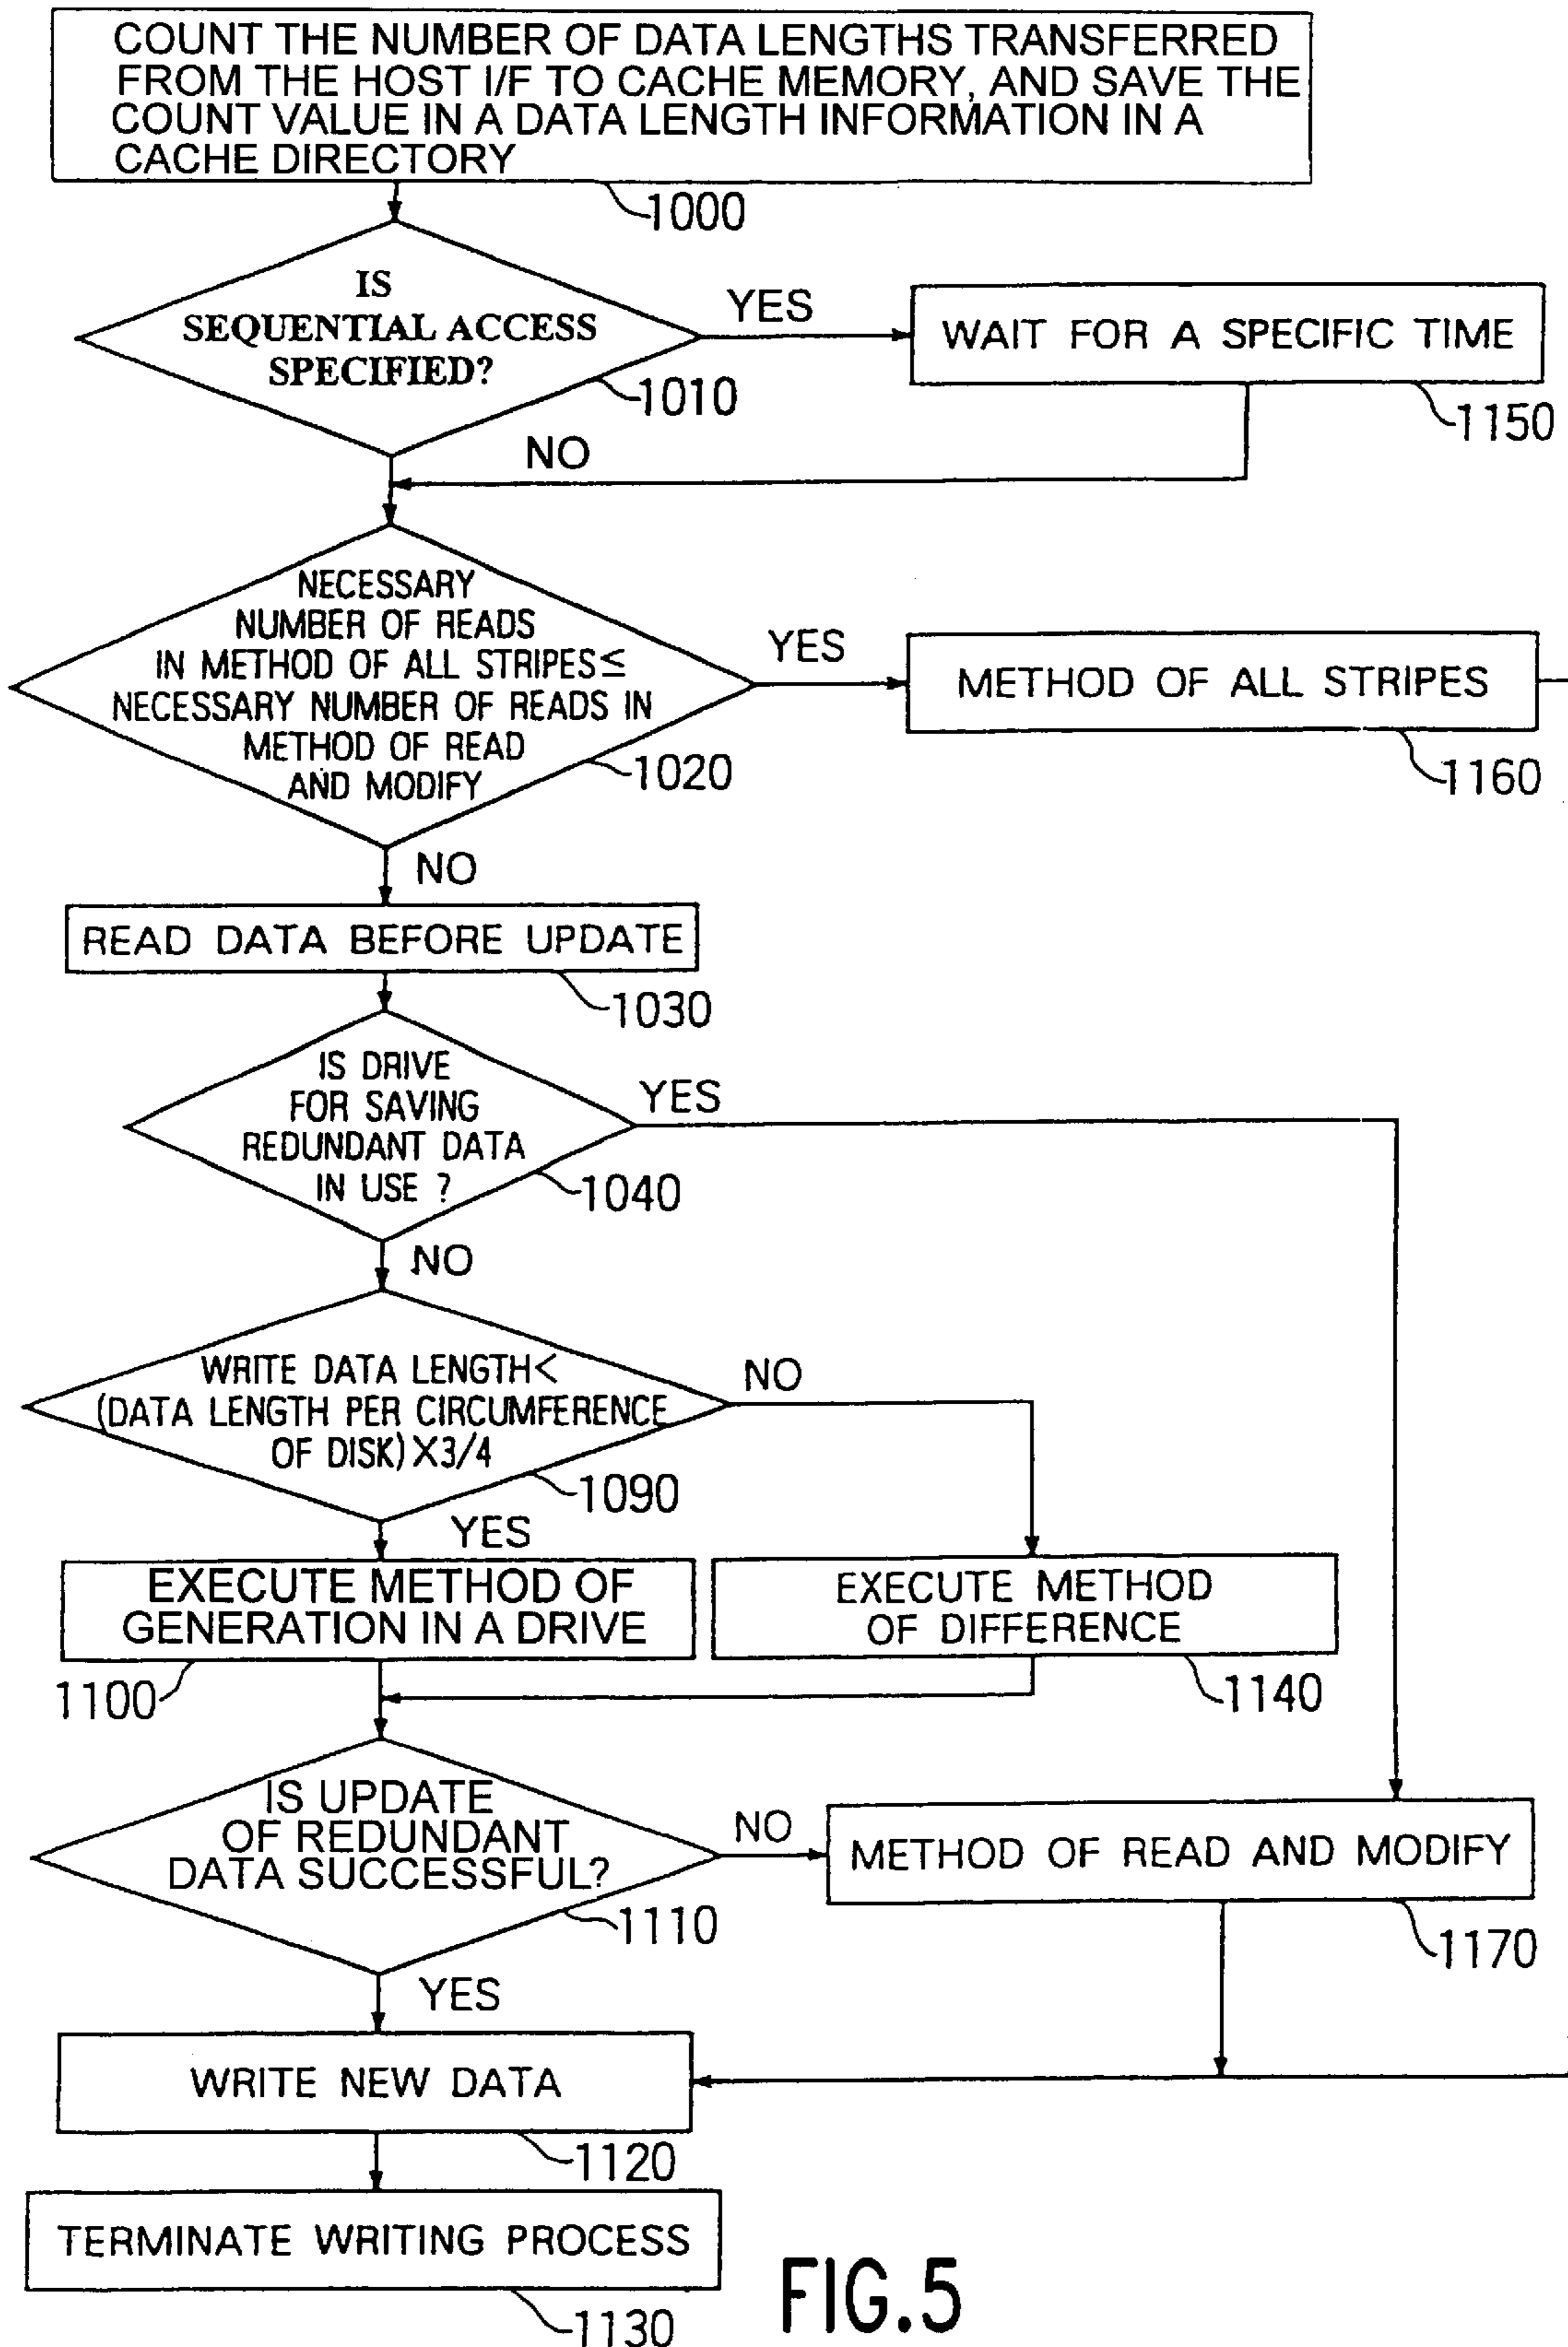 COUNT THE NUMBER OF DATA LENGTHS TRANSFERRED
FROM THE HOST I/F TO CACHE MEMORY, AND SAVE THE
COUNT VALUE IN A DATA LENGTH INFORMATION IN A
CACHE DIRECTORY
1000
IS
SEQUENTIAL ACCESS
SPECIFIED?
1010
YES
WAIT FOR A SPECIFIC TIME
1150
NO
NECESSARY
NUMBER OF READS
IN METHOD OF ALL STRIPES≤
NECESSARY NUMBER OF READS IN
METHOD OF READ
AND MODIFY
1020
YES
METHOD OF ALL STRIPES
1160
NO
READ DATA BEFORE UPDATE
1030
IS DRIVE
FOR SAVING
REDUNDANT DATA
IN USE ?
1040
YES
NO
WRITE DATA LENGTH<
(DATA LENGTH PER CIRCUMFERENCE
OF DISK)X3/4
1090
NO
YES
EXECUTE METHOD OF
GENERATION IN A DRIVE
1100
EXECUTE METHOD
OF DIFFERENCE
1140
IS UPDATE
OF REDUNDANT
DATA SUCCESSFUL?
1110
NO
METHOD OF READ AND MODIFY
1170
YES
WRITE NEW DATA
1120
TERMINATE WRITING PROCESS
1130
FIG.5